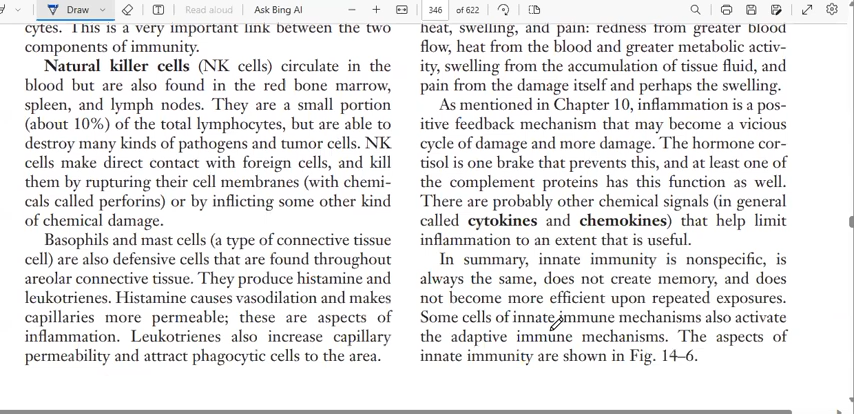 Draw
Read aloud
Ask Bing AI
346
of 622
cytes. This is a very important link between the two
components of immunity.
Natural killer cells (NK cells) circulate in the
blood but are also found in the red bone marrow,
spleen, and lymph nodes. They are a small portion
(about 10%) of the total lymphocytes, but are able to
destroy many kinds of pathogens and tumor cells. NK
cells make direct contact with foreign cells, and kill
them by rupturing their cell membranes (with chemi-
cals called perforins) or by inflicting some other kind
of chemical damage.
Basophils and mast cells (a type of connective tissue
cell) are also defensive cells that are found throughout
areolar connective tissue. They produce histamine and
leukotrienes. Histamine causes vasodilation and makes
capillaries more permeable; these are aspects of
inflammation. Leukotrienes also increase capillary
permeability and attract phagocytic cells to the area.
heat, swelling, and pain: redness from greater blood
flow, heat from the blood and greater metabolic activ-
ity, swelling from the accumulation of tissue fluid, and
pain from the damage itself and perhaps the swelling.
As mentioned in Chapter 10, inflammation is a pos-
itive feedback mechanism that may become a vicious
cycle of damage and more damage. The hormone cor-
tisol is one brake that prevents this, and at least one of
the complement proteins has this function as well.
There are probably other chemical signals (in general
called cytokines and chemokines) that help limit
inflammation to an extent that is useful.
In summary, innate immunity is nonspecific, is
always the same, does not create memory, and does
not become more efficient upon repeated exposures.
Some cells of innate immune mechanisms also activate
the adaptive immune mechanisms. The aspects of
innate immunity are shown in Fig. 14–6.